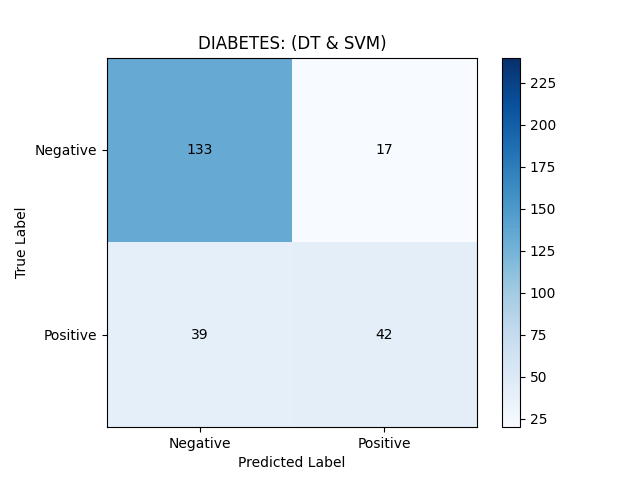 DIABETES: (DT & SVM)
Negative
133
17
Positive
39
42
True Label
Negative
Positive
Predicted Label
225
200
175
150
125
100
75
50
25